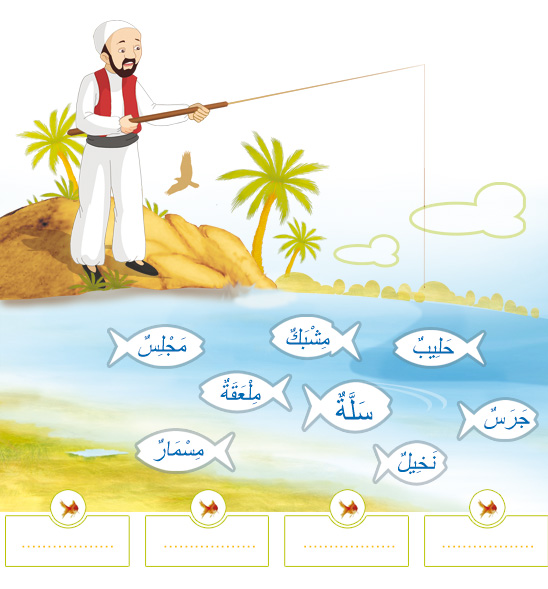 حَلِيبٌ
مِشْبَكٌ
مَجْلِسٌ
جَرَسٌ
سَلَّةٌ
مِلْعَقَةٌ
نَخِيلٌ
مِسْمَارٌ